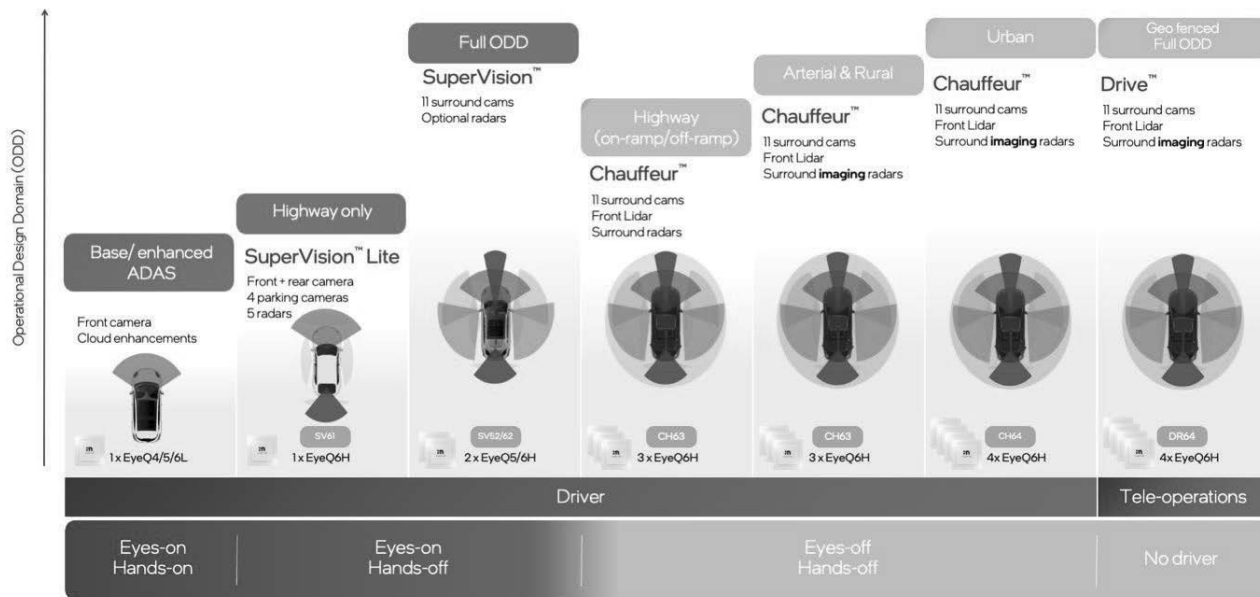 Operational Design Domain (ODD)
Base/ enhanced
ADAS
Front camera
Cloud enhancements
1 x EyeQ4/5/6L
Highway only
SuperVision™ Lite
Front + rear camera
4 parking cameras
5 radars
SV61
1 x EyeQ6H
Full ODD
SuperVision™
11 surround cams
Optional radars
SV52/62
2 x EyeQ5/6H
Highway
(on-ramp/off-ramp)
Chauffeur™
11 surround cams
Front Lidar
Surround radars
CH63
3 x EyeQ6H
Arterial & Rural
Chauffeur™
11 surround cams
Front Lidar
Surround imaging radars
CH63
3 x EyeQ6H
Urban
Chauffeur™
11 surround cams
Front Lidar
Surround imaging radars
CH64
4x EyeQ6H
Geo fenced
Full ODD
Drive™
11 surround cams
Front Lidar
Surround imaging radars
DR64
4x EyeQ6H
Driver
Tele-operations
Eyes-on
Hands-on
Eyes-on
Hands-off
Eyes-off
Hands-off
No driver